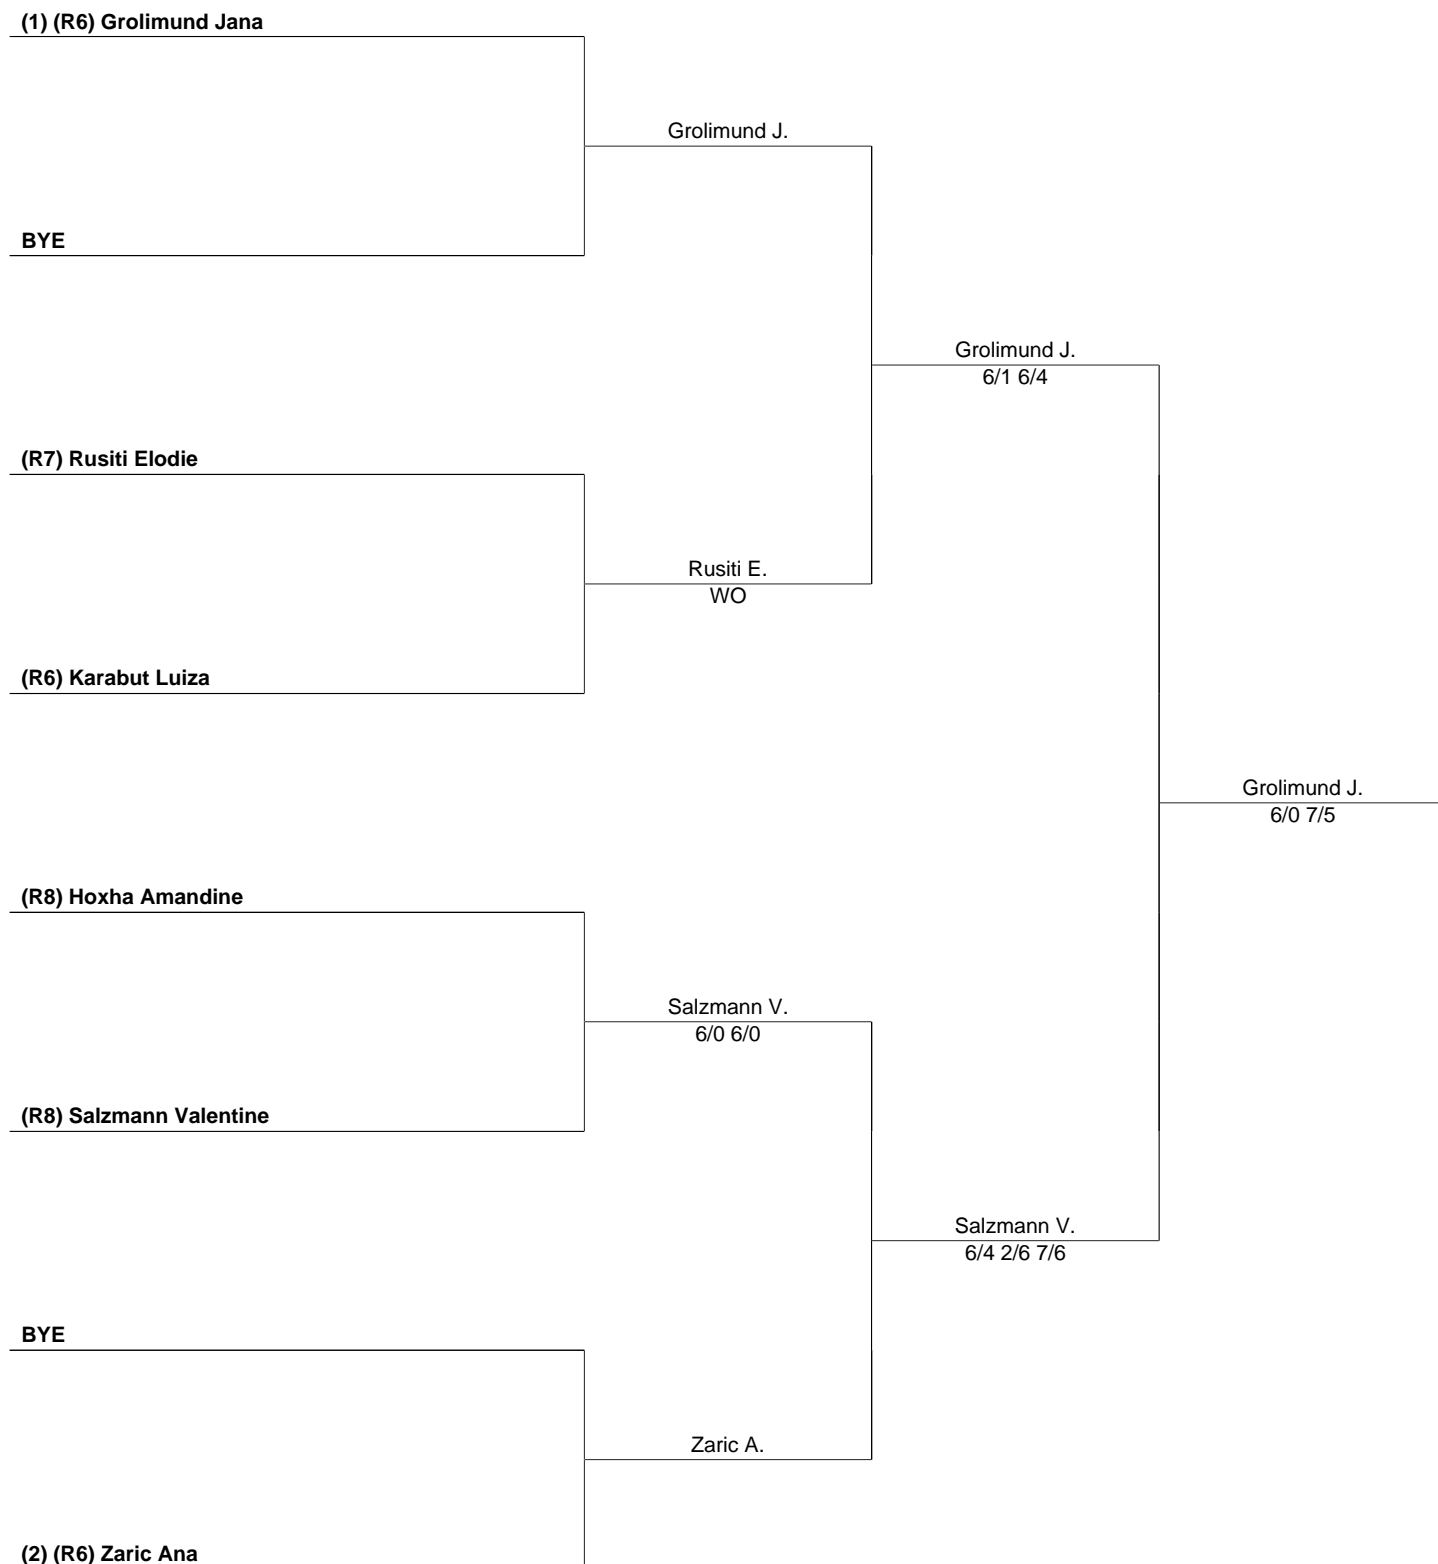 (1) (R6) Grolimund Jana
Grolimund J.
BYE
Grolimund J.
6/1 6/4
(R7) Rusiti Elodie
Rusiti E.
WO
(R6) Karabut Luiza
Grolimund J.
6/0 7/5
(R8) Hoxha Amandine
Salzmann V.
6/0 6/0
(R8) Salzmann Valentine
Salzmann V.
6/4 2/6 7/6
BYE
Zaric A.
(2) (R6) Zaric Ana